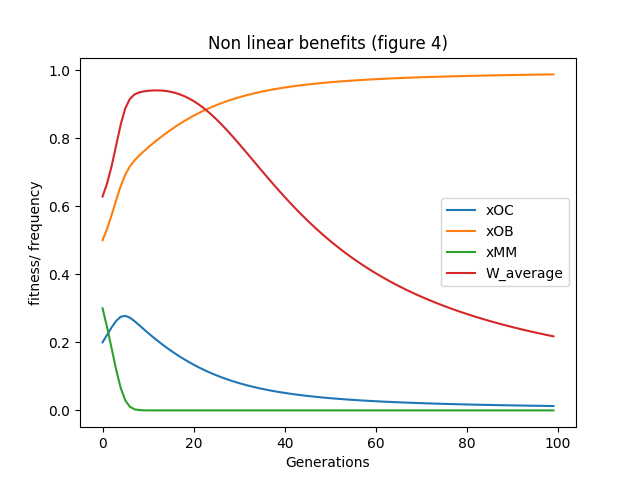 Non linear benefits (figure 4)
fitness/ frequency
1.0
0.8
0.6
0.4
0.2
0.0
xOC
xOB
xMM
W_average
0 20 40 60 80 100
Generations